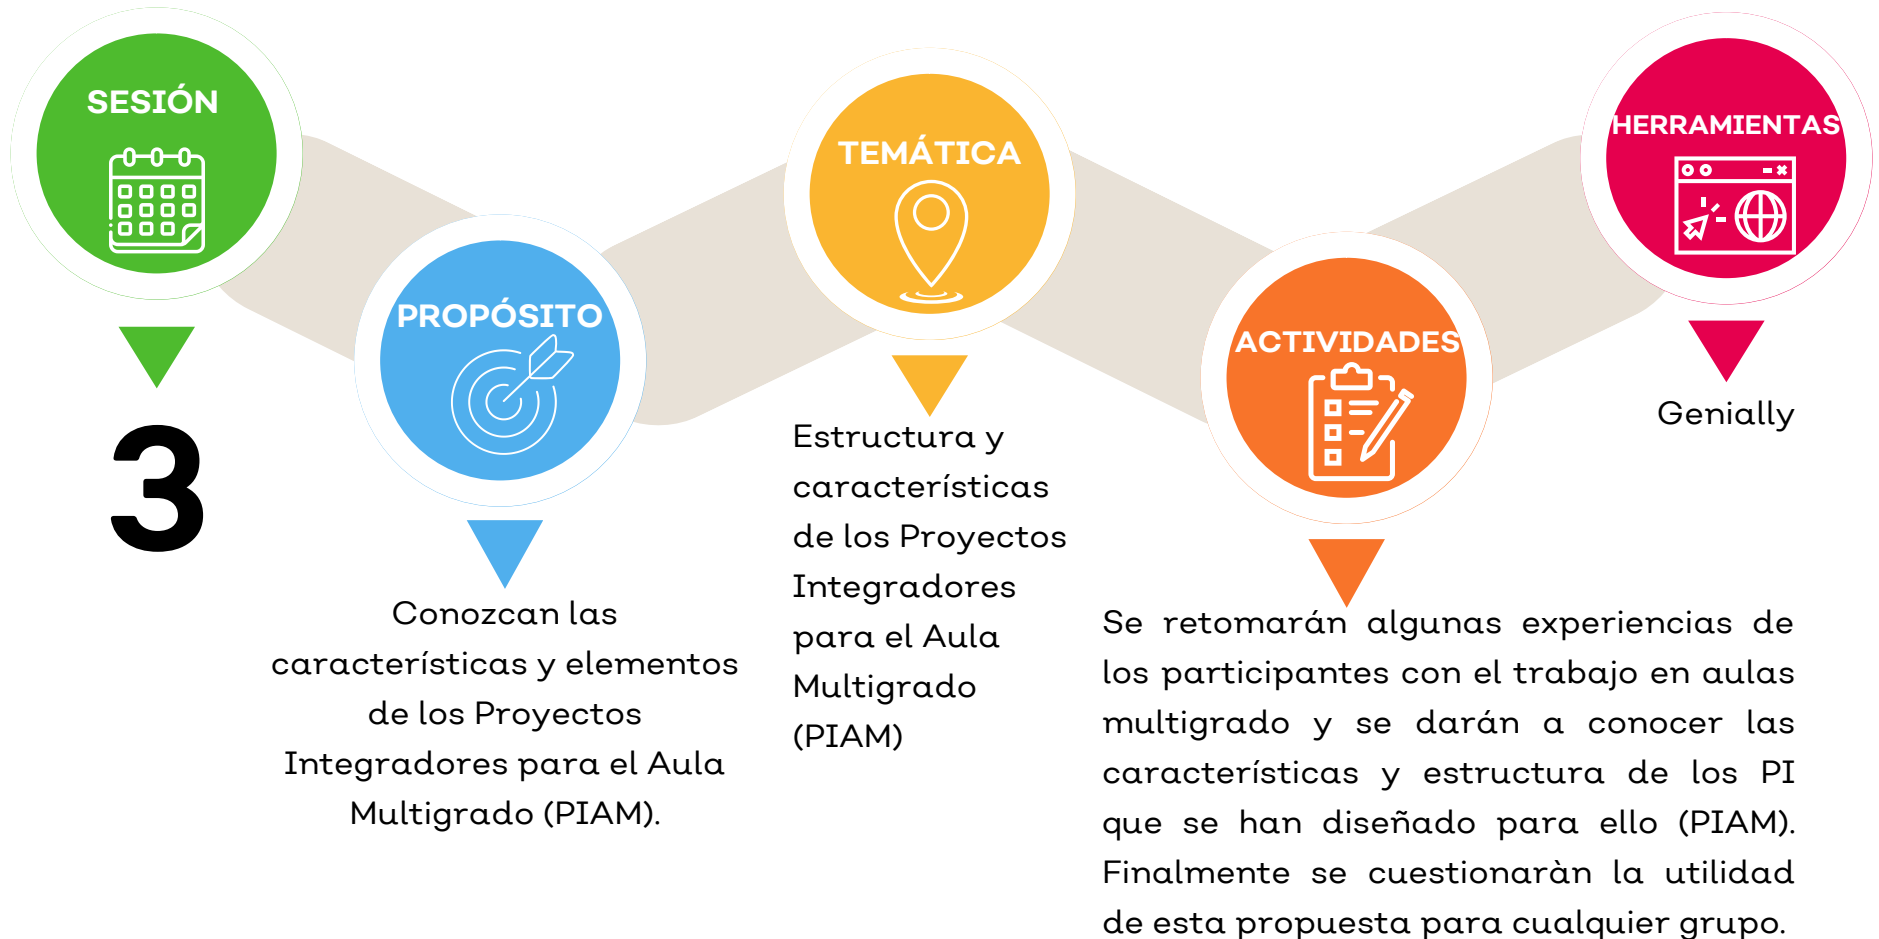 SESIÓN
3
PROPÓSITO
Conozcan las
características y elementos
de los Proyectos
Integradores para el Aula
Multigrado (PIAM).
TEMÁTICA
Estructura y
características
de los Proyectos
Integradores
para el Aula
Multigrado
(PIAM)
ACTIVIDADES
Se retomarán algunas experiencias de
los participantes con el trabajo en aulas
multigrado y se darán a conocer las
características y estructura de los PI
que se han diseñado para ello (PIAM).
Finalmente se cuestionaràn la utilidad
de esta propuesta para cualquier grupo.
HERRAMIENTAS
Genially